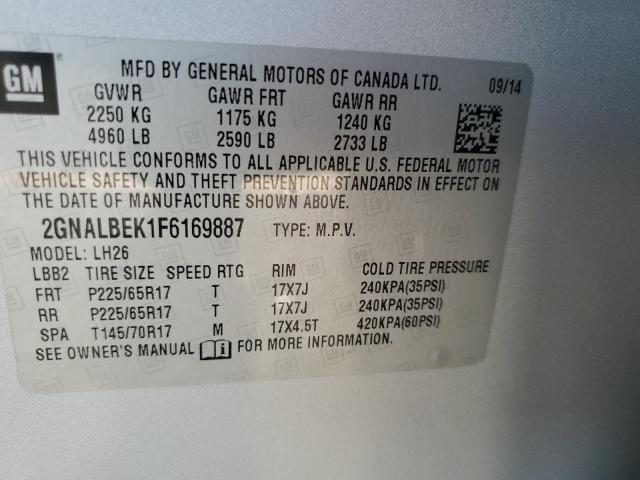 GM
MFD BY GENERAL MOTORS OF CANADA LTD. 09/14
GVWR GAWR FRT GAWR RR
2250 KG 1175 KG 1240 KG
4960 LB 2590 LB 2733 LB
THIS VEHICLE CONFORMS TO ALL APPLICABLE U.S. FEDERAL MOTOR
VEHICLE SAFETY AND THEFT PREVENTION STANDARDS IN EFFECT ON
THE DATE OF MANUFACTURE SHOWN ABOVE.
2GNALBEK1F6169887 TYPE: M.P.V.
MODEL: LH26
LBB2 TIRE SIZE SPEED RTG RIM COLD TIRE PRESSURE
FRT P225/65R17 T 17X7J 240KPA(35PSI)
RR P225/65R17 T 17X7J 240KPA(35PSI)
SPA T145/70R17 M 17X4.5T 420KPA(60PSI)
SEE OWNER'S MANUAL FOR MORE INFORMATION.